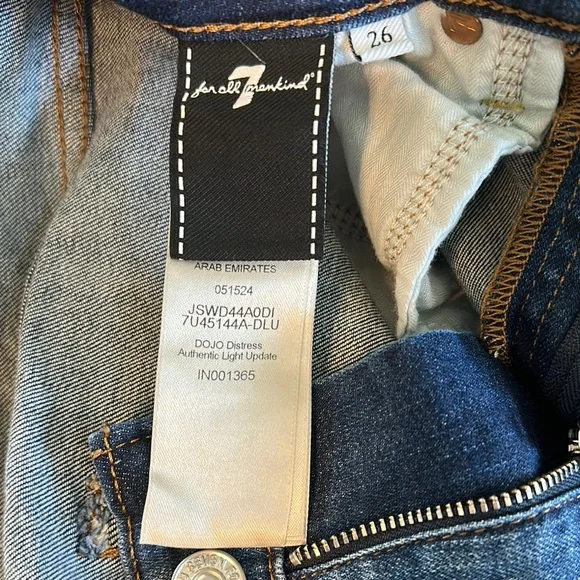 7
for all mankind®
26
ARAB EMIRATES
051524
JSWD44A0DI
7U45144A-DLU
DOJO Distress
Authentic Light Update
IN001365